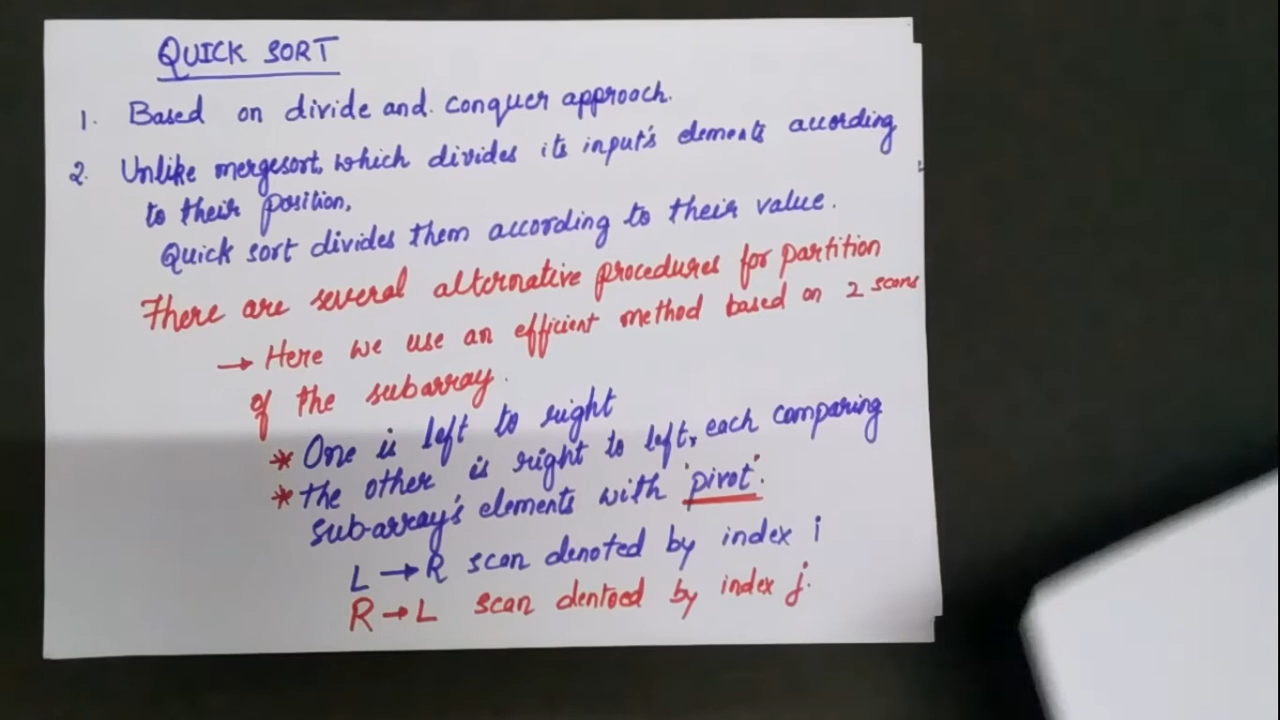 QUICK SORT
1. Based on divide and conquer approach.
2. Unlike mergesort, which divides its input's elements according
to their position,
Quick sort divides them according to their value.
There are several alternative procedures for partition
→ Here we use an efficient method based on 2 scans
of the subarray.
* One is left to right
* the other is right to left, each comparing
sub-array's elements with 'pivot'.
L → R scan denoted by index i
R → L scan dentoed by index j.